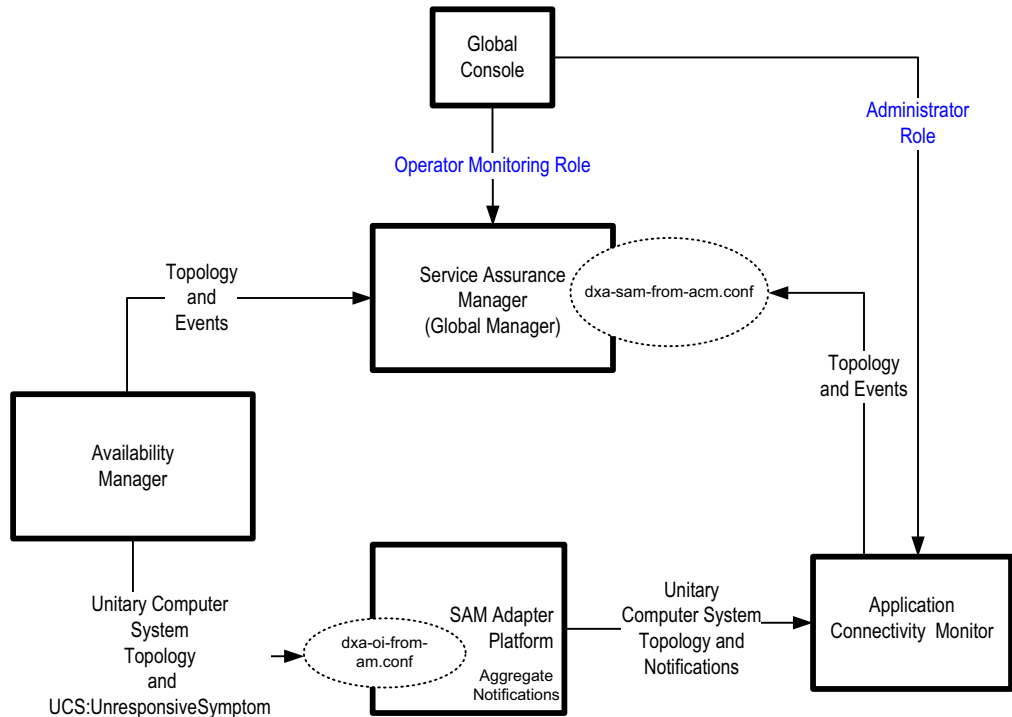 Global
Console
Administrator
Role
Operator Monitoring Role
Topology
and
Events
Service Assurance
Manager
(Global Manager)
dxa-sam-from-acm.conf
Topology
and Events
Availability
Manager
Unitary Computer
System
Topology
and
UCS:UnresponsiveSymptom
dxa-oi-from-
am.conf
SAM Adapter
Platform
Aggregate
Notifications
Unitary
Computer System
Topology and
Notifications
Application
Connectivity Monitor